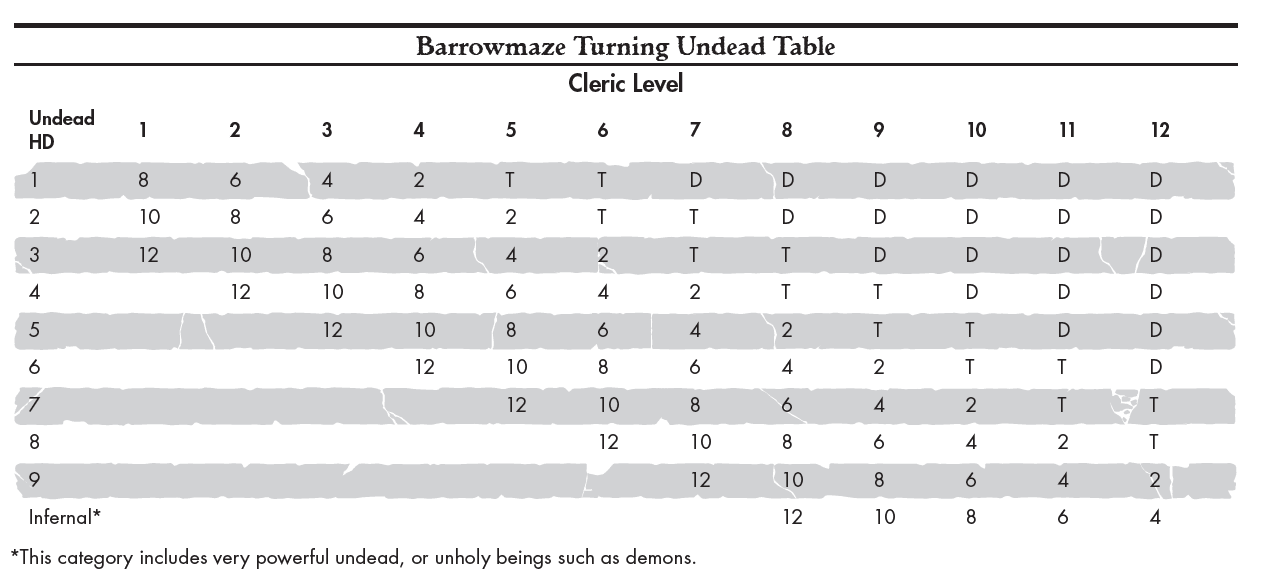 Barrowmaze Turning Undead Table
Cleric Level
Undead HD 1 2 3 4 5 6 7 8 9 10 11 12
1 8 6 4 2 T T D D D D D D
2 10 8 6 4 2 T T D D D D D
3 12 10 8 6 4 2 T T D D D D
4 12 10 8 6 4 2 T T D D D
5 12 10 8 6 4 2 T T D D
6 12 10 8 6 4 2 T T D
7 12 10 8 6 4 2 T T
8 12 10 8 6 4 2 T
9 12 10 8 6 4 2
Infernal* 12 10 8 6 4
*This category includes very powerful undead, or unholy beings such as demons.